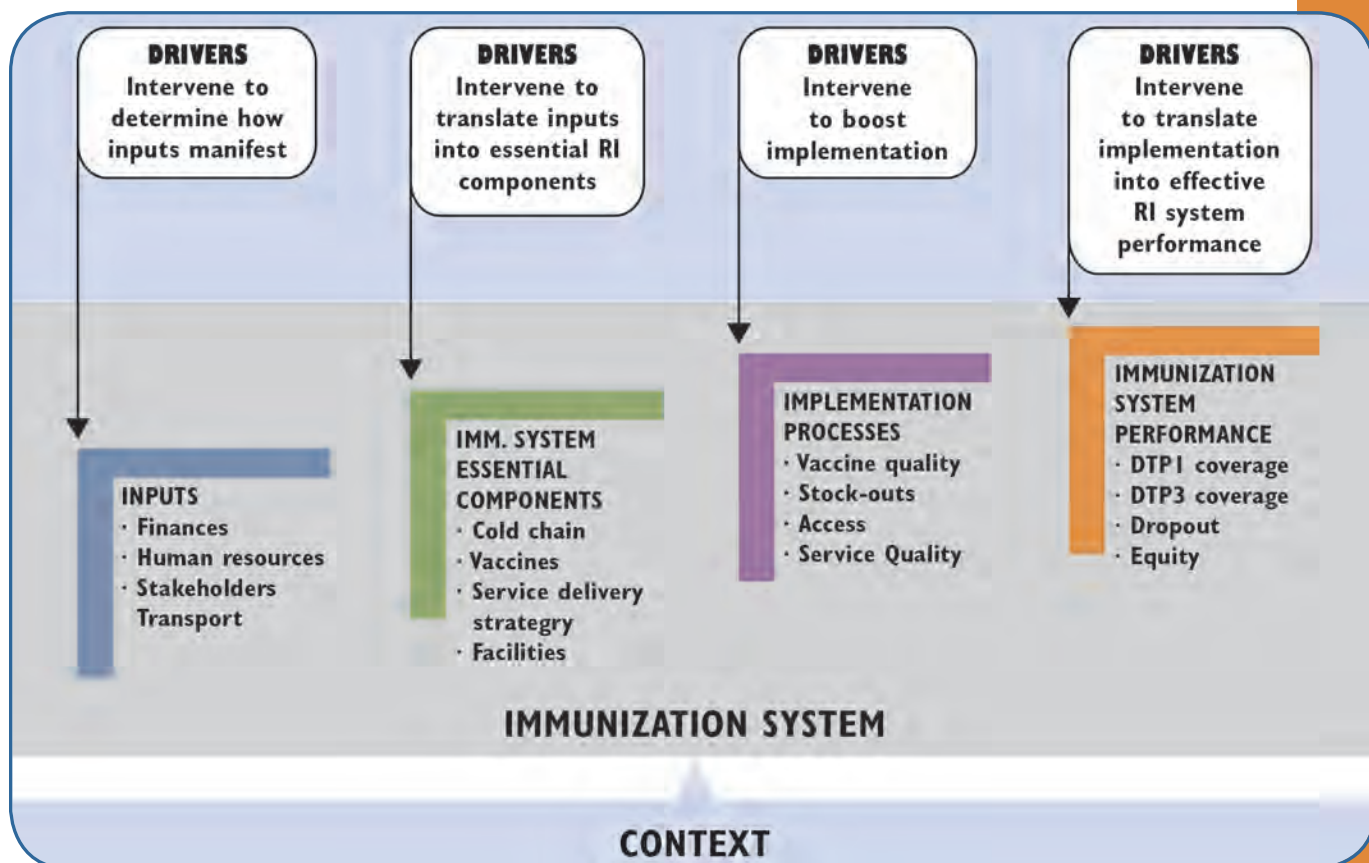 DRIVERS
Intervene to
determine how
inputs manifest
DRIVERS
Intervene to
translate inputs
into essential RI
components
DRIVERS
Intervene
to boost
implementation
DRIVERS
Intervene
to translate
implementation
into effective
RI system
performance
INPUTS
· Finances
· Human resources
· Stakeholders
Transport
IMM. SYSTEM
ESSENTIAL
COMPONENTS
· Cold chain
· Vaccines
· Service delivery
strategry
· Facilities
IMPLEMENTATION
PROCESSES
· Vaccine quality
· Stock-outs
· Access
· Service Quality
IMMUNIZATION
SYSTEM
PERFORMANCE
· DTP1 coverage
· DTP3 coverage
· Dropout
· Equity
IMMUNIZATION SYSTEM
CONTEXT